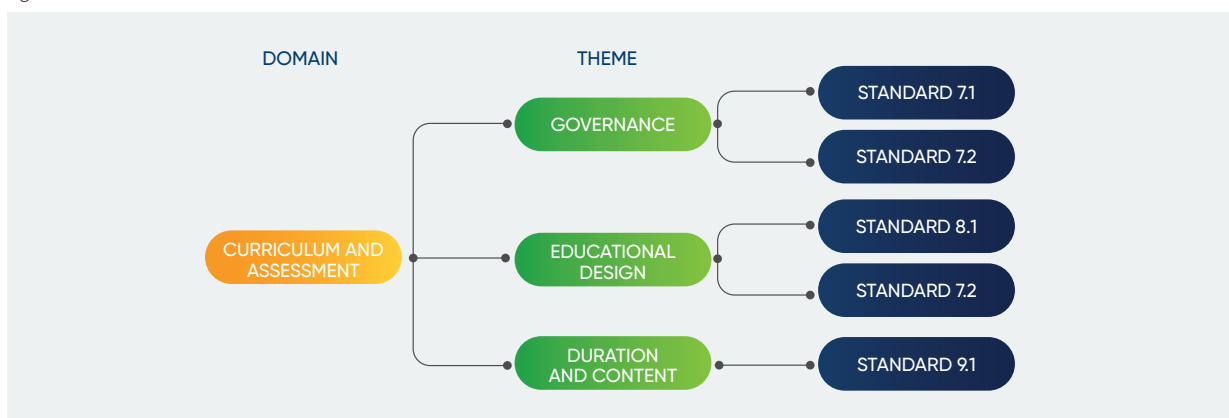 DOMAIN
THEME
STANDARD 7.1
GOVERNANCE
STANDARD 7.2
STANDARD 8.1
CURRICULUM AND
ASSESSMENT
EDUCATIONAL
DESIGN
STANDARD 7.2
DURATION
AND CONTENT
STANDARD 9.1